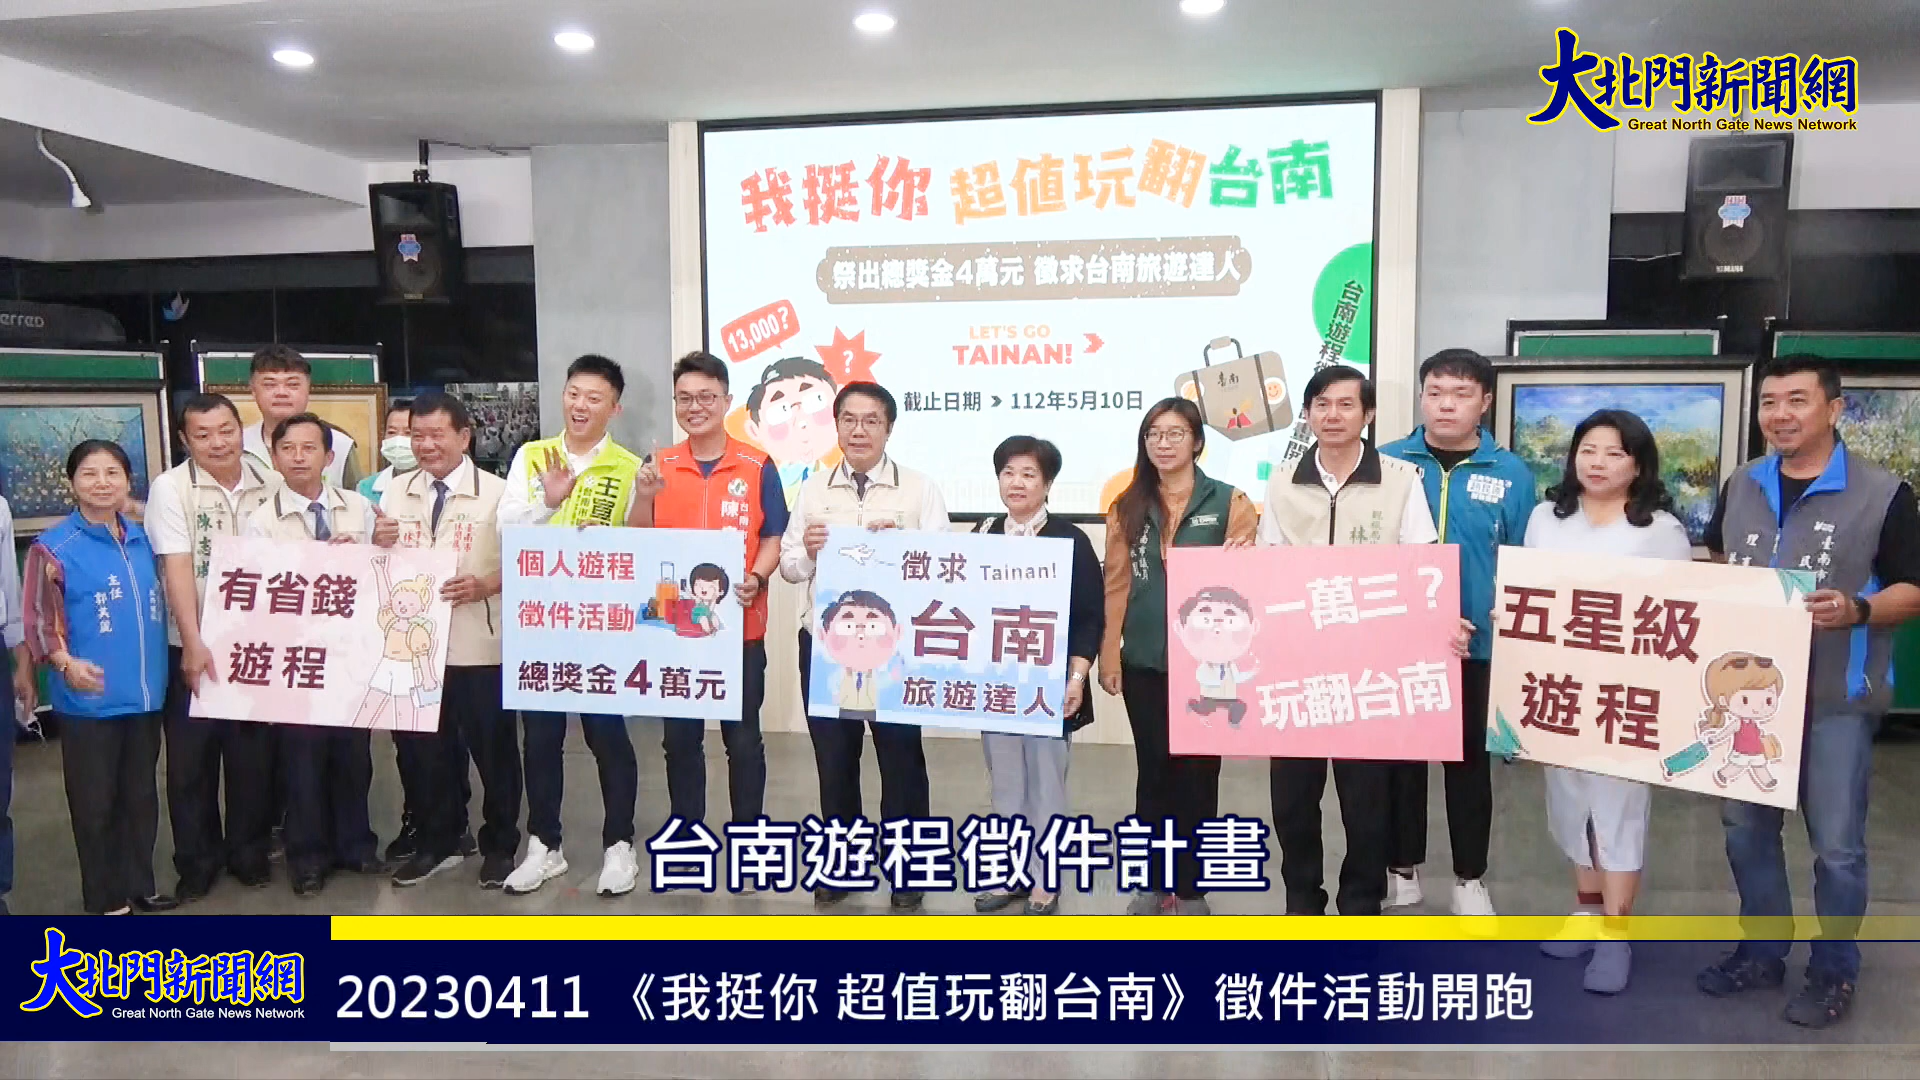 大北門新聞網
Great North Gate News Network
我挺你 超值玩翻台南
祭出總獎金4萬元 徵求台南旅遊達人
13,000?
?
LET'S GO
TAINAN!
截止日期 112年5月10日
台南遊程
有省錢
遊程
個人遊程
徵件活動
總獎金4萬元
徵求 Tainan!
台南
旅遊達人
一萬三?
玩翻台南
五星級
遊程
主任
王宣
陳
林
台南遊程徵件計畫
大北門新聞網
Great North Gate News Network
20230411 《我挺你 超值玩翻台南》徵件活動開跑